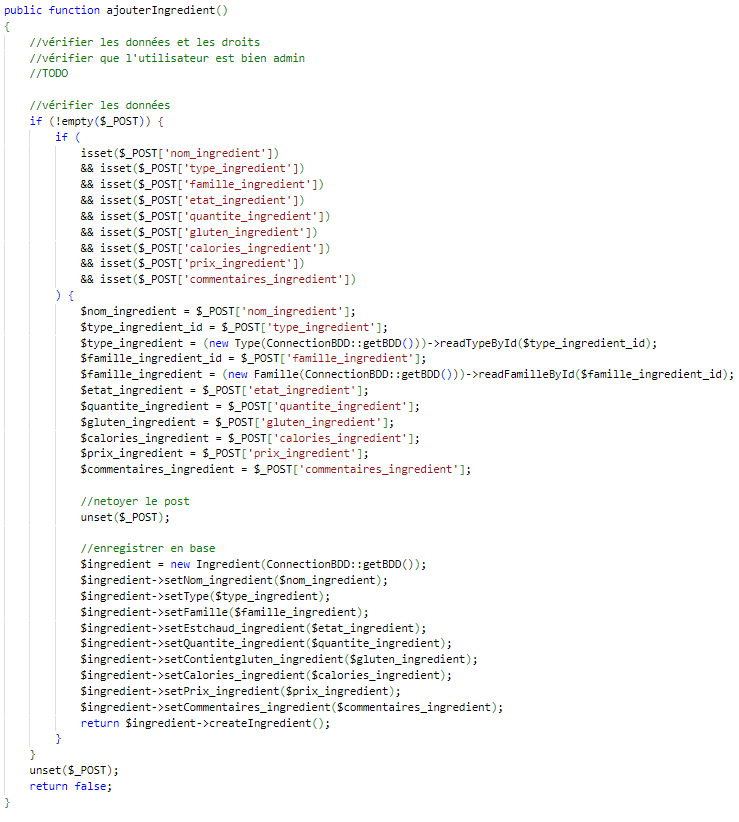 public function ajouterIngredient()
{
    //vérifier les données et les droits
    //vérifier que l'utilisateur est bien admin
    //TODO

    //vérifier les données
    if (!empty($_POST)) {
        if (
            isset($_POST['nom_ingredient'])
            && isset($_POST['type_ingredient'])
            && isset($_POST['famille_ingredient'])
            && isset($_POST['etat_ingredient'])
            && isset($_POST['quantite_ingredient'])
            && isset($_POST['gluten_ingredient'])
            && isset($_POST['calories_ingredient'])
            && isset($_POST['prix_ingredient'])
            && isset($_POST['commentaires_ingredient'])
        ) {
            $nom_ingredient = $_POST['nom_ingredient'];
            $type_ingredient_id = $_POST['type_ingredient'];
            $type_ingredient = (new Type(ConnectionBDD::getBDD()))->readTypeById($type_ingredient_id);
            $famille_ingredient_id = $_POST['famille_ingredient'];
            $famille_ingredient = (new Famille(ConnectionBDD::getBDD()))->readFamilleById($famille_ingredient_id);
            $etat_ingredient = $_POST['etat_ingredient'];
            $quantite_ingredient = $_POST['quantite_ingredient'];
            $gluten_ingredient = $_POST['gluten_ingredient'];
            $calories_ingredient = $_POST['calories_ingredient'];
            $prix_ingredient = $_POST['prix_ingredient'];
            $commentaires_ingredient = $_POST['commentaires_ingredient'];

            //netoyer le post
            unset($_POST);

            //enregistrer en base
            $ingredient = new Ingredient(ConnectionBDD::getBDD());
            $ingredient->setNom_ingredient($nom_ingredient);
            $ingredient->setType($type_ingredient);
            $ingredient->setFamille($famille_ingredient);
            $ingredient->setEstchaud_ingredient($etat_ingredient);
            $ingredient->setQuantite_ingredient($quantite_ingredient);
            $ingredient->setContientgluten_ingredient($gluten_ingredient);
            $ingredient->setCalories_ingredient($calories_ingredient);
            $ingredient->setPrix_ingredient($prix_ingredient);
            $ingredient->setCommentaires_ingredient($commentaires_ingredient);
            return $ingredient->createIngredient();
        }
    }
    unset($_POST);
    return false;
}